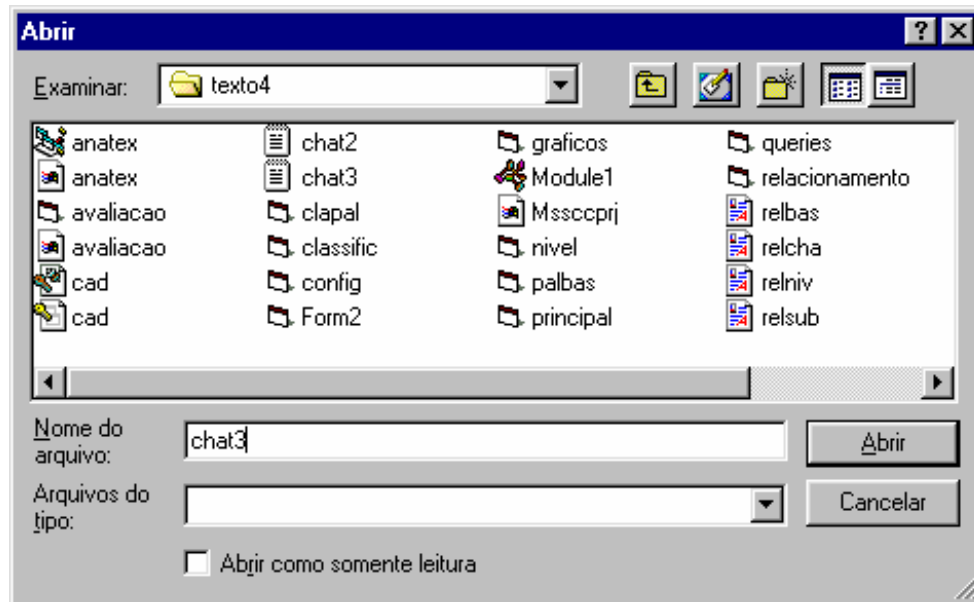 Abrir
Examinar: texto4
anatex chat2 graficos queries
anatex chat3 Module1 relacionamento
avaliacao clapal Mssccprj relbas
avaliacao classific nivel relcha
cad config palbas relniv
cad Form2 principal relsub
Nome do
arquivo:
chat3
Abrir
Arquivos do
tipo:
Cancelar
Abrir como somente leitura